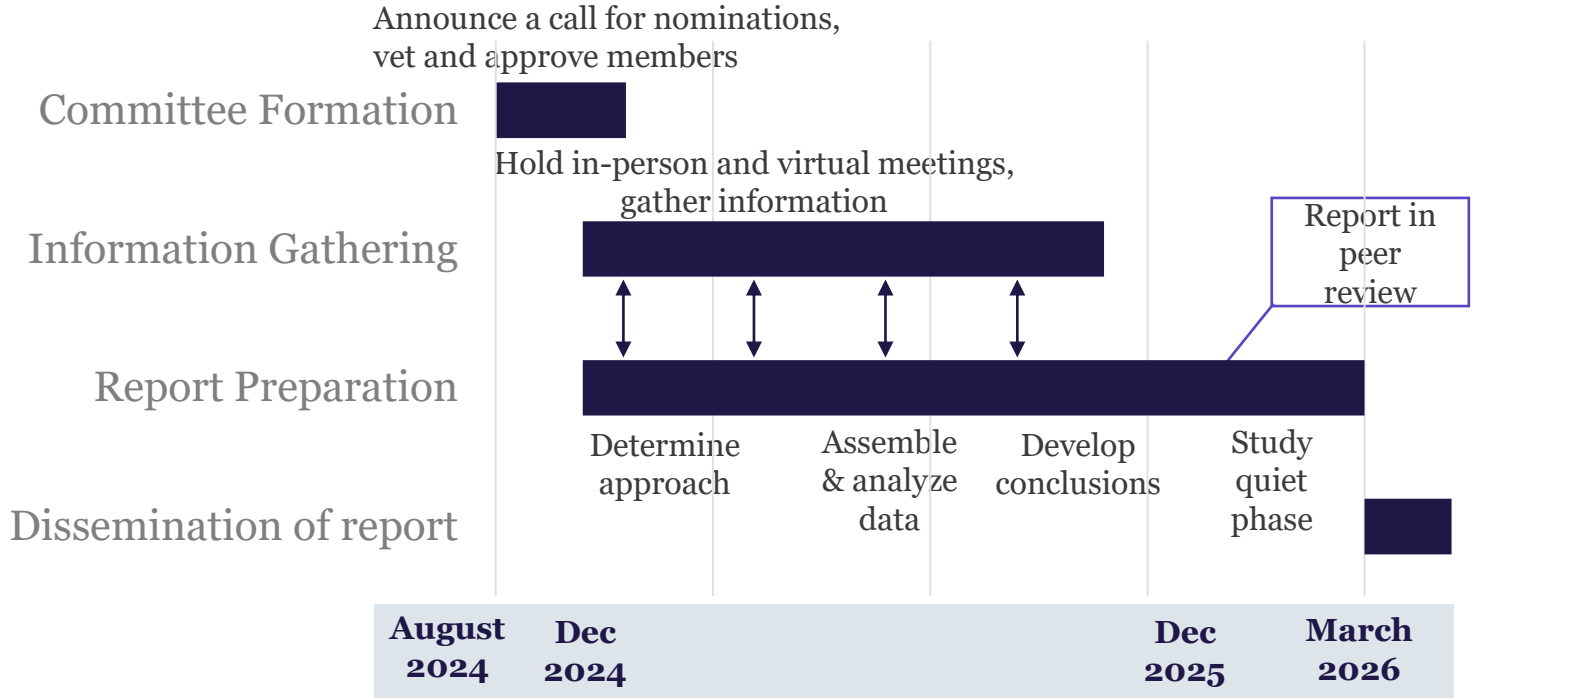 Announce a call for nominations,
vet and approve members
Committee Formation
Hold in-person and virtual meetings,
gather information
Information Gathering
Report in
peer
review
Report Preparation
Determine
approach
Assemble
& analyze
data
Develop
conclusions
Study
quiet
phase
Dissemination of report
August
2024
Dec
2024
Dec
2025
March
2026